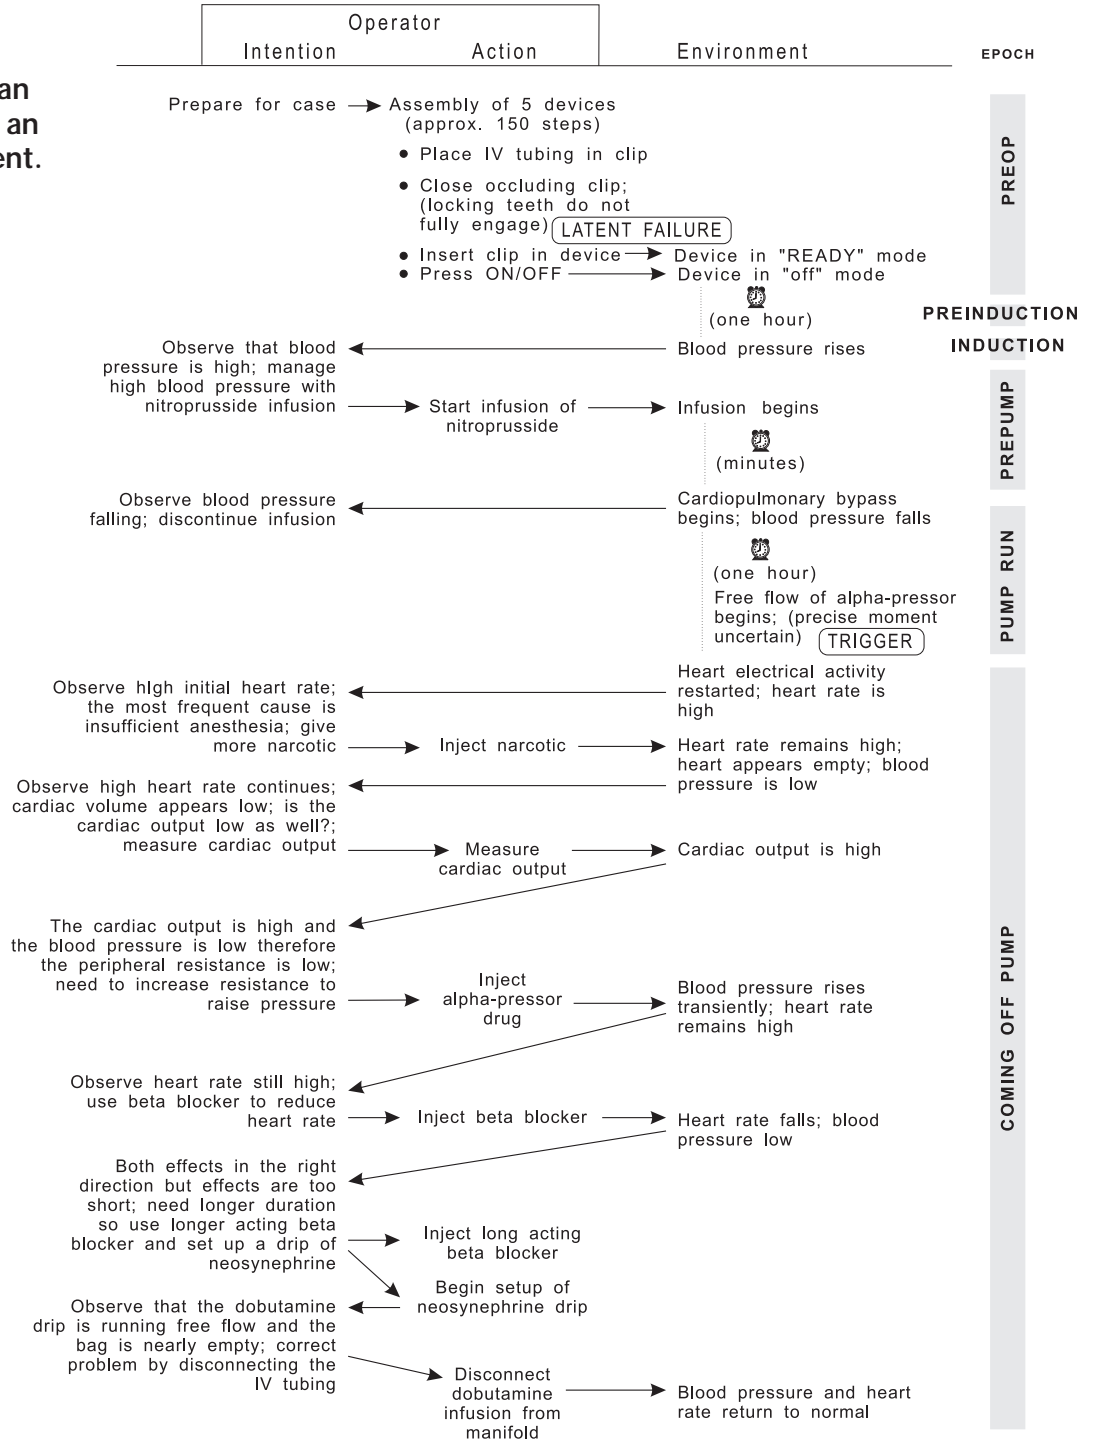 Operator
Intention
Action
Environment
EPOCH
an
an
ent.
Prepare for case
Assembly of 5 devices
(approx. 150 steps)
• Place IV tubing in clip
• Close occluding clip;
(locking teeth do not
fully engage)
LATENT FAILURE
• Insert clip in device
Device in "READY" mode
• Press ON/OFF
Device in "off" mode
PREOP
(one hour)
PREINDUCTION
Observe that blood
pressure is high; manage
high blood pressure with
nitroprusside infusion
Blood pressure rises
INDUCTION
Start infusion of
nitroprusside
Infusion begins
(minutes)
PREPUMP
Observe blood pressure
falling; discontinue infusion
Cardiopulmonary bypass
begins; blood pressure falls
(one hour)
Free flow of alpha-pressor
begins; (precise moment
uncertain)
TRIGGER
PUMP RUN
Heart electrical activity
restarted; heart rate is
high
Observe high initial heart rate;
the most frequent cause is
insufficient anesthesia; give
more narcotic
Inject narcotic
Heart rate remains high;
heart appears empty; blood
pressure is low
Observe high heart rate continues;
cardiac volume appears low; is the
cardiac output low as well?;
measure cardiac output
Measure
cardiac output
Cardiac output is high
The cardiac output is high and
the blood pressure is low therefore
the peripheral resistance is low;
need to increase resistance to
raise pressure
Inject
alpha-pressor
drug
Blood pressure rises
transiently; heart rate
remains high
COMING OFF PUMP
Observe heart rate still high;
use beta blocker to reduce
heart rate
Inject beta blocker
Heart rate falls; blood
pressure low
Both effects in the right
direction but effects are too
short; need longer duration
so use longer acting beta
blocker and set up a drip of
neosynephrine
Inject long acting
beta blocker
Begin setup of
neosynephrine drip
Observe that the dobutamine
drip is running free flow and the
bag is nearly empty; correct
problem by disconnecting the
IV tubing
Disconnect
dobutamine
infusion from
manifold
Blood pressure and heart
rate return to normal